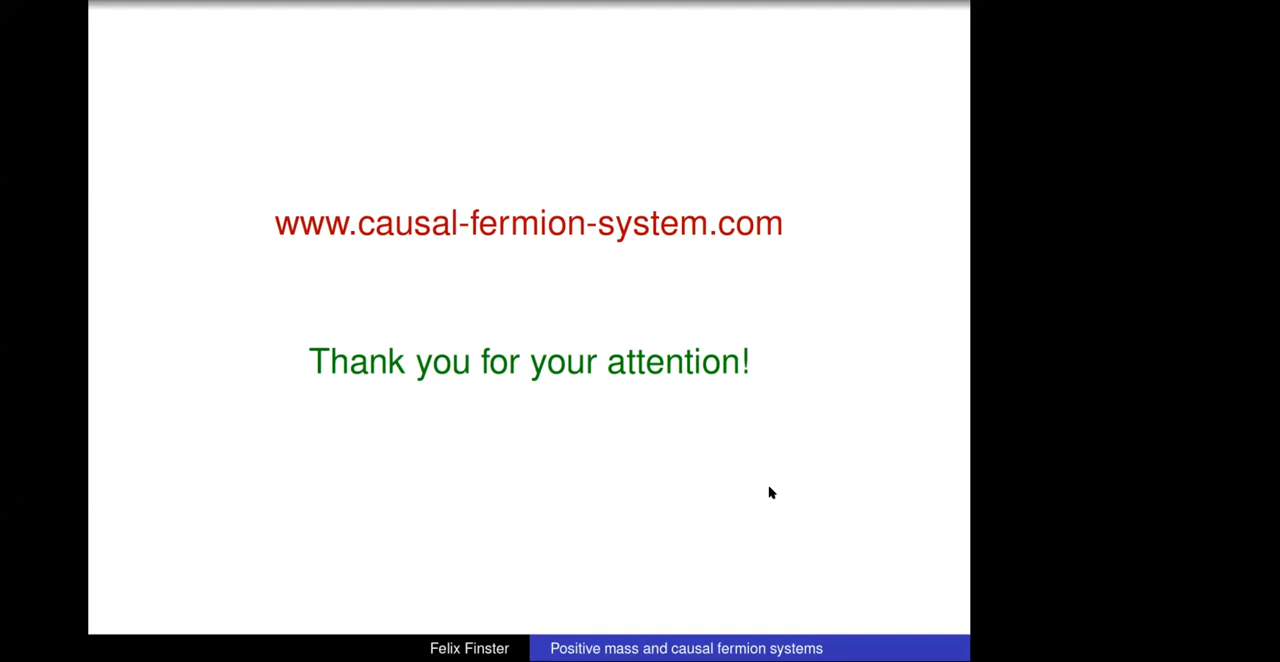 www.causal-fermion-system.com
Thank you for your attention!
Felix Finster
Positive mass and causal fermion systems